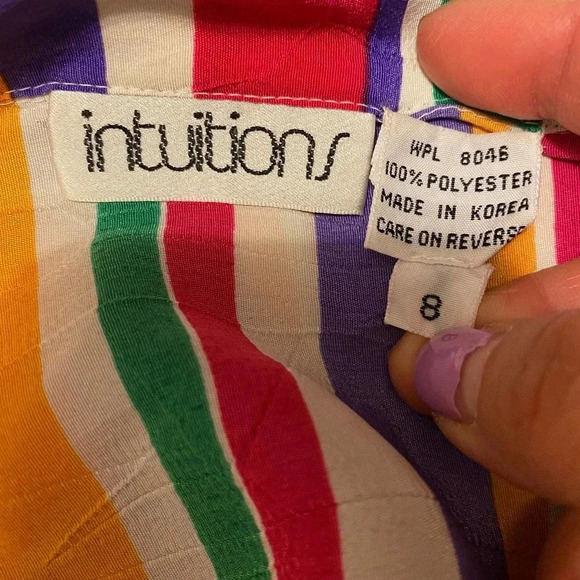 intuitions
WPL 8046
100% POLYESTER
MADE IN KOREA
CARE ON REVERSE
8